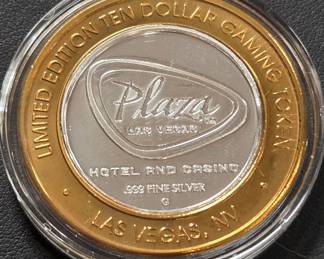 LIMITED EDITION TEN DOLLAR GAMING TOKEN
Plaza
LAS VEGAS
HOTEL AND CASINO
.999 FINE SILVER
G
• LAS VEGAS, NV •